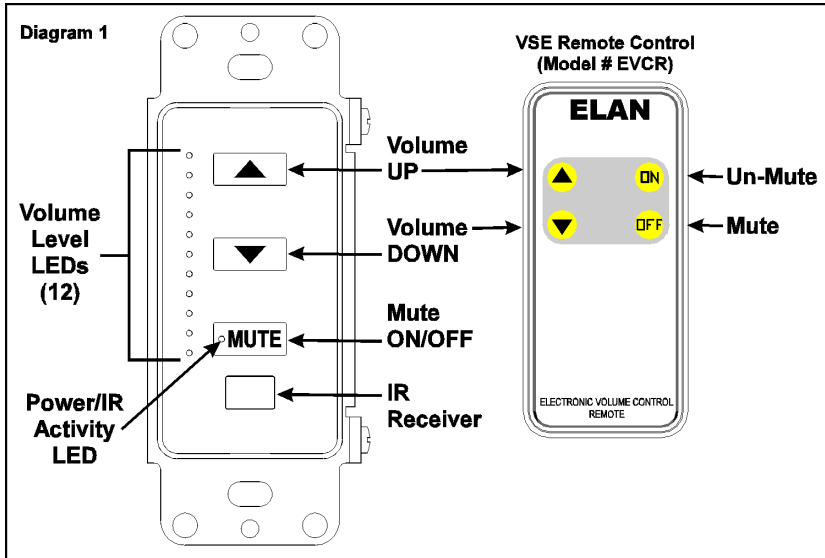 Diagram 1
VSE Remote Control
(Model # EVCR)
ELAN
Volume
UP
ON
Un-Mute
Volume
Level
LEDs
(12)
Volume
DOWN
OFF
Mute
MUTE
Mute
ON/OFF
Power/IR
Activity
LED
IR
Receiver
ELECTRONIC VOLUME CONTROL
REMOTE